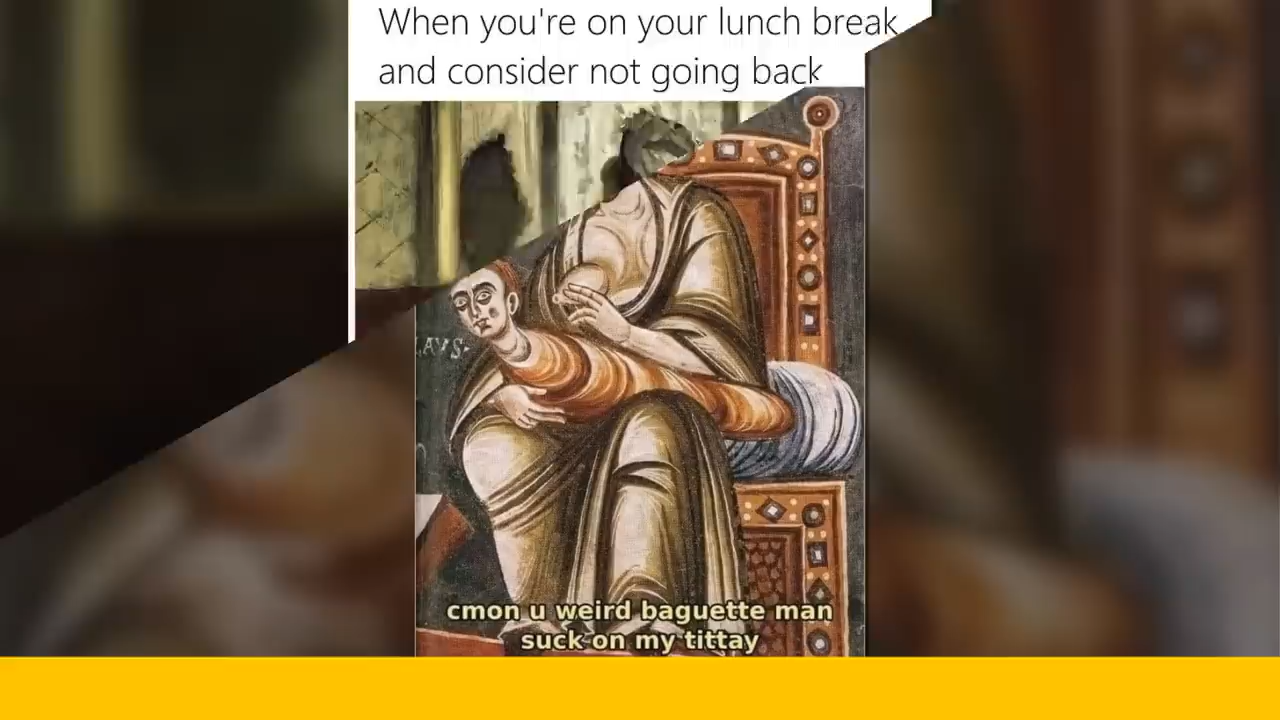 When you're on your lunch break
and consider not going back
LAVS
cmon u weird baguette man
suck on my tittay